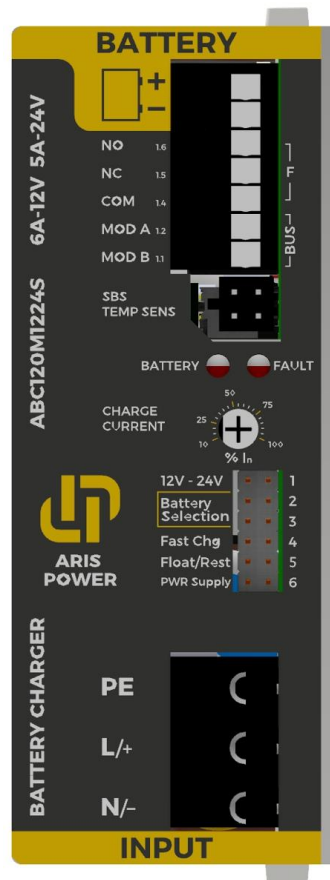 BATTERY
+
−
6A-12V 5A-24V
NO 1.6
NC 1.5
COM 1.4
F
MOD A 1.2
MOD B 1.1
BUS
ABC120M1224S
SBS
TEMP SENS
BATTERY
FAULT
CHARGE
CURRENT
10 25 50 75 100
% In
12V - 24V 1
Battery 2
Selection 3
Fast Chg 4
Float/Rest 5
PWR Supply 6
ARIS
POWER
BATTERY CHARGER
PE
L/+
N/-
INPUT